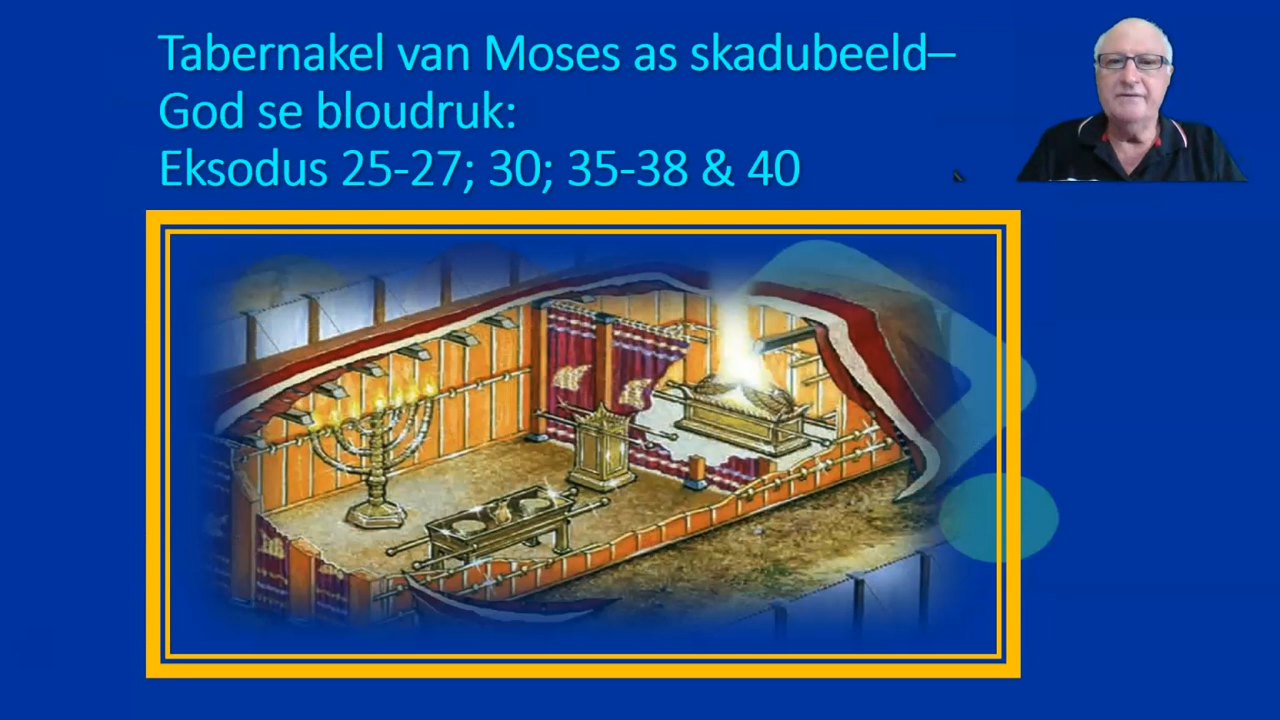 Tabernakel van Moses as skadubeeld–
God se bloudruk:
Eksodus 25-27; 30; 35-38 & 40